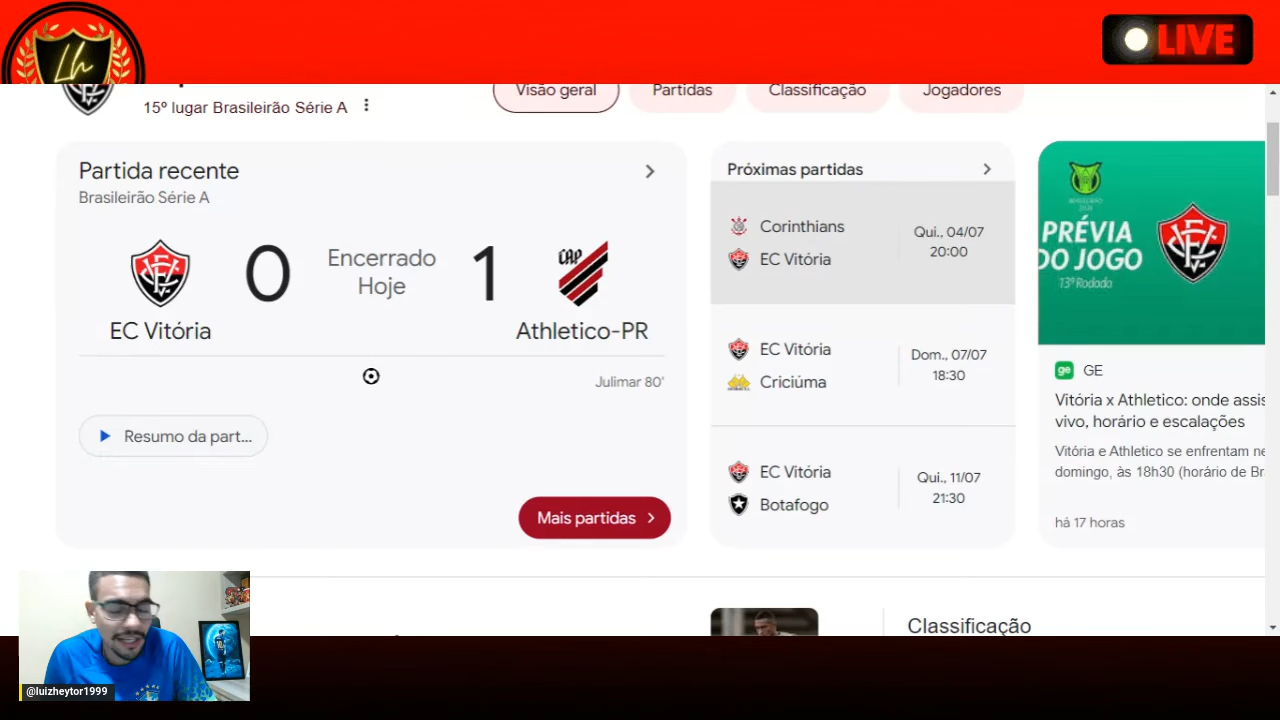 Lh
LIVE
15º lugar Brasileirão Série A
Visão geral
Partidas
Classificação
Jogadores
Partida recente
Brasileirão Série A
0
Encerrado
Hoje
1
CAP
EC Vitória
Athletico-PR
Julimar 80'
Resumo da part...
Mais partidas
Próximas partidas
Corinthians
EC Vitória
Qui., 04/07
20:00
EC Vitória
Criciúma
Dom., 07/07
18:30
EC Vitória
Botafogo
Qui., 11/07
21:30
PRÉVIA
DO JOGO
13ª Rodada
ge GE
Vitória x Athletico: onde assis
vivo, horário e escalações
Vitória e Athletico se enfrentam ne
domingo, às 18h30 (horário de Br
há 17 horas
Classificação
@luizheytor1999